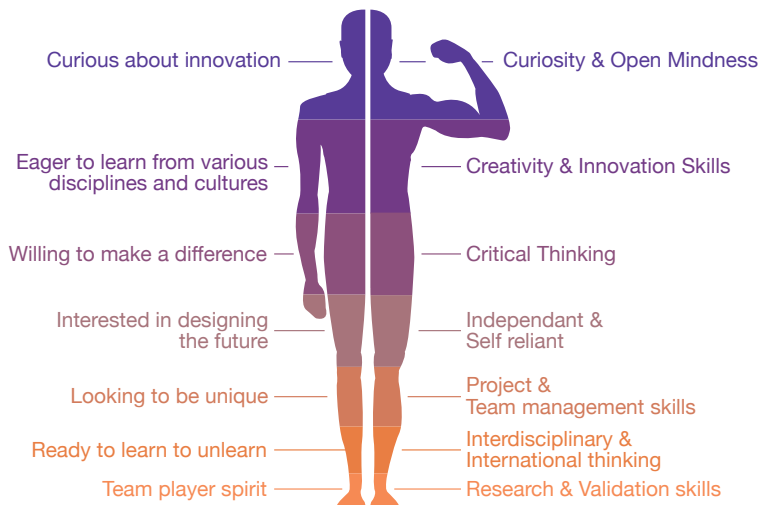 Curious about innovation
Curiosity & Open Mindness
Eager to learn from various
disciplines and cultures
Creativity & Innovation Skills
Willing to make a difference
Critical Thinking
Interested in designing
the future
Independant &
Self reliant
Looking to be unique
Project &
Team management skills
Ready to learn to unlearn
Interdisciplinary &
International thinking
Team player spirit
Research & Validation skills